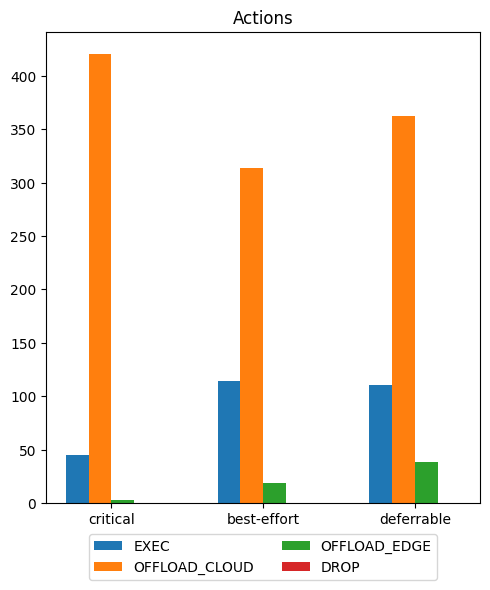 Actions
400
350
300
250
200
150
100
50
0
critical best-effort deferrable
EXEC OFFLOAD_EDGE
OFFLOAD_CLOUD DROP